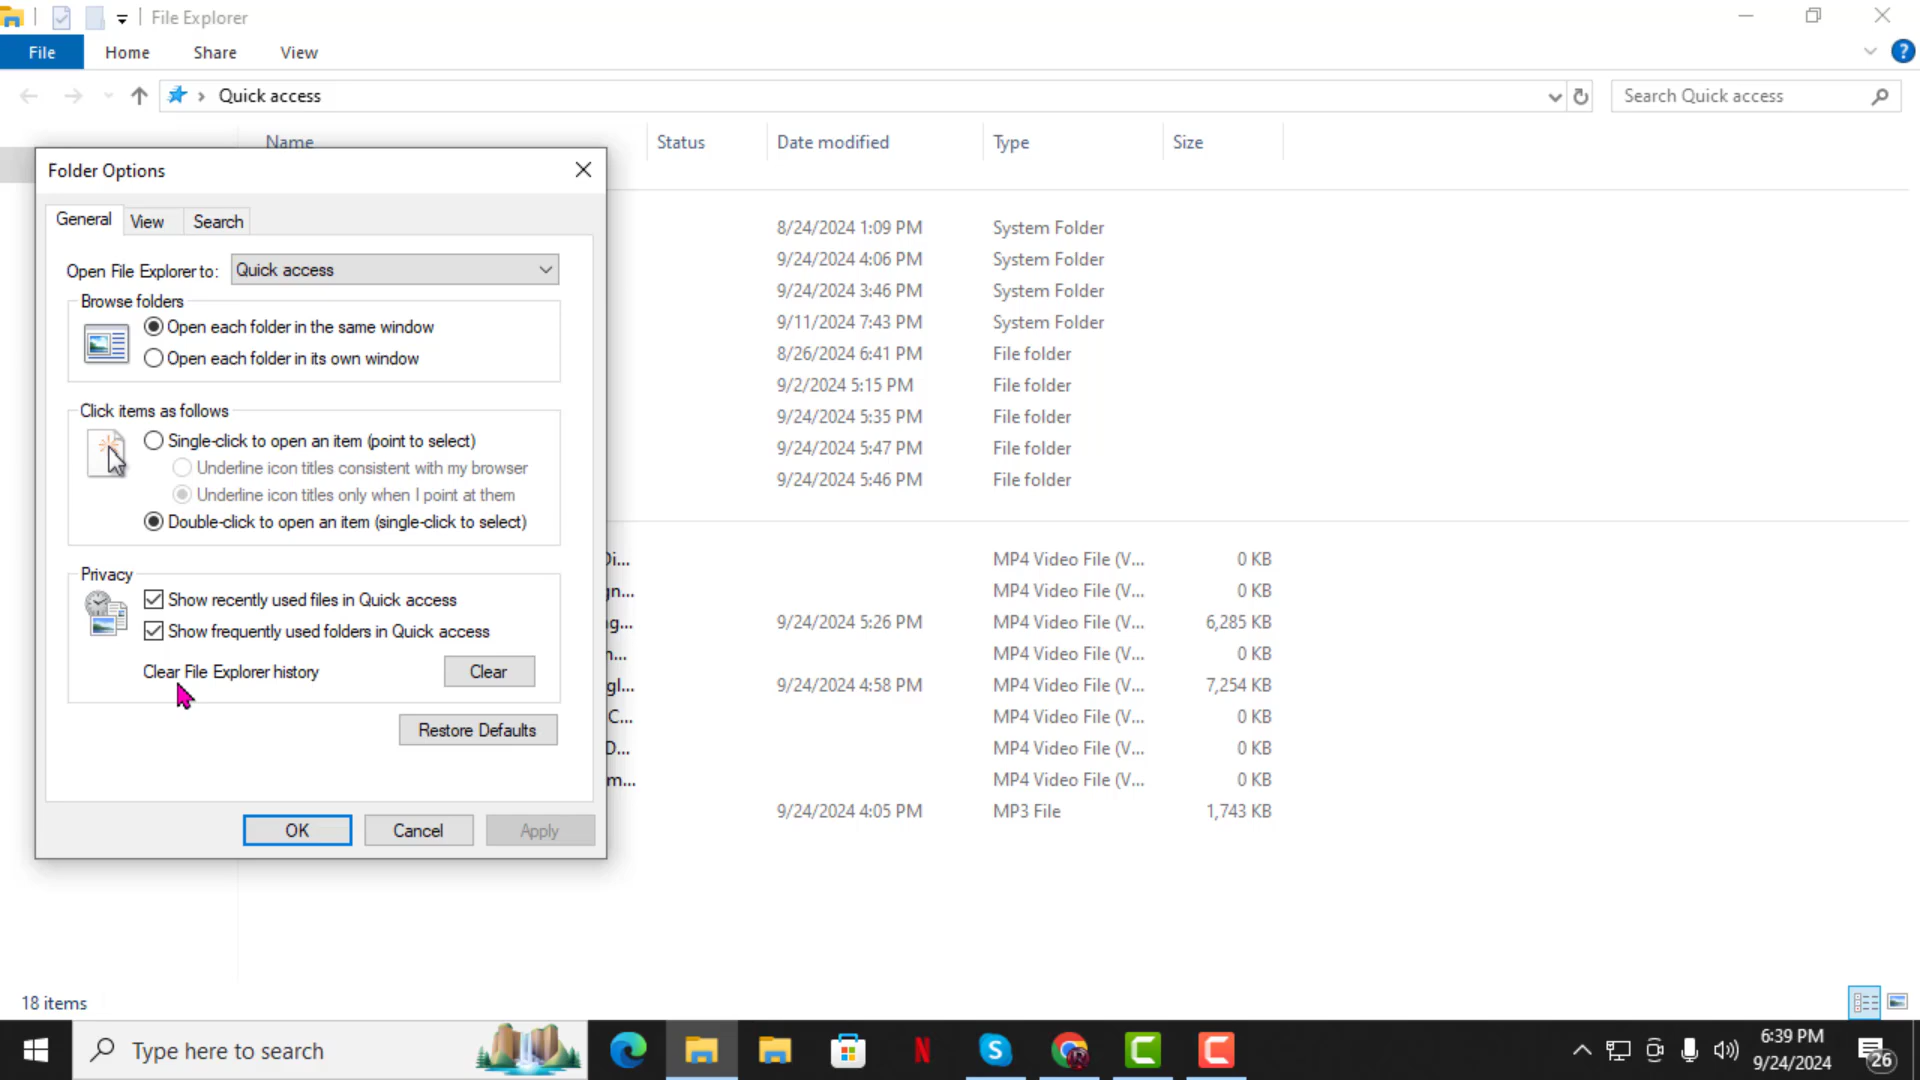 File Explorer
File Home Share View
Quick access
Search Quick access
Name Status Date modified Type Size
Folder Options
General View Search
Open File Explorer to: Quick access
Browse folders
Open each folder in the same window
Open each folder in its own window
Click items as follows
Single-click to open an item (point to select)
Underline icon titles consistent with my browser
Underline icon titles only when I point at them
Double-click to open an item (single-click to select)
Privacy
Show recently used files in Quick access
Show frequently used folders in Quick access
Clear File Explorer history Clear
Restore Defaults
OK Cancel Apply
8/24/2024 1:09 PM System Folder
9/24/2024 4:06 PM System Folder
9/24/2024 3:46 PM System Folder
9/11/2024 7:43 PM System Folder
8/26/2024 6:41 PM File folder
9/2/2024 5:15 PM File folder
9/24/2024 5:35 PM File folder
9/24/2024 5:47 PM File folder
9/24/2024 5:46 PM File folder
MP4 Video File (V... 0 KB
MP4 Video File (V... 0 KB
9/24/2024 5:26 PM MP4 Video File (V... 6,285 KB
MP4 Video File (V... 0 KB
9/24/2024 4:58 PM MP4 Video File (V... 7,254 KB
MP4 Video File (V... 0 KB
MP4 Video File (V... 0 KB
MP4 Video File (V... 0 KB
9/24/2024 4:05 PM MP3 File 1,743 KB
18 items
Type here to search
6:39 PM
9/24/2024
26